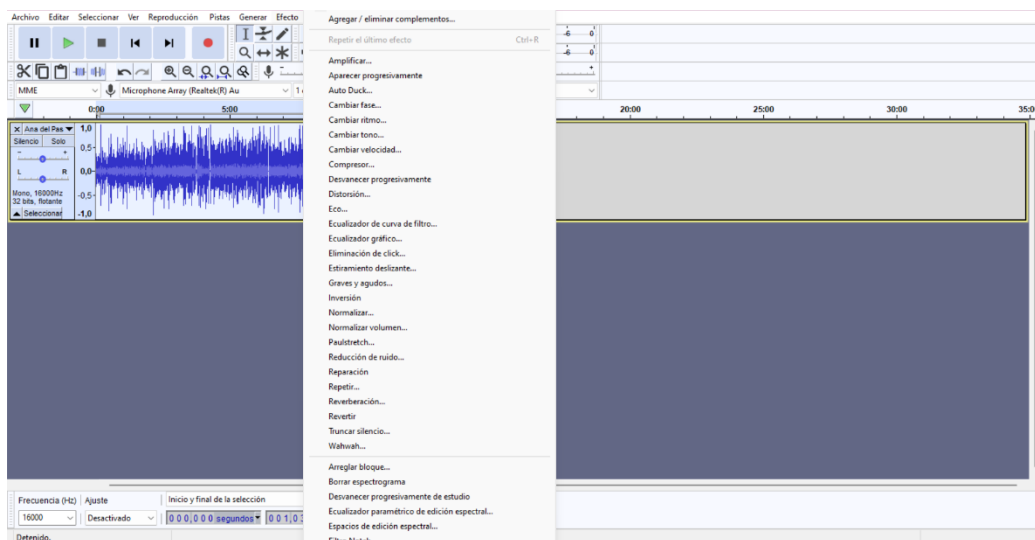 Archivo Editar Seleccionar Ver Reproducción Pistas Generar Efecto
Agregar / eliminar complementos...
Repetir el último efecto Ctrl+R
Amplificar...
Aparecer progresivamente
Auto Duck...
Cambiar fase...
Cambiar ritmo...
Cambiar tono...
Cambiar velocidad...
Compresor...
Desvanecer progresivamente
Distorsión...
Eco...
Ecualizador de curva de filtro...
Ecualizador gráfico...
Eliminación de click...
Estiramiento deslizante...
Graves y agudos...
Inversión
Normalizar...
Normalizar volumen...
Paulstretch...
Reducción de ruido...
Reparación
Repetir...
Reverberación...
Revertir
Truncar silencio...
Wahwah...
Arreglar bloque...
Borrar espectrograma
Desvanecer progresivamente de estudio
Ecualizador paramétrico de edición espectral...
Espacios de edición espectral...
-6 0
-6 0
MME Microphone Array (Realtek(R) Au
0:00 5:00 20:00 25:00 30:00 35:0
Ana del Pas
Silencio Solo
- +
L R
Mono, 16000Hz
32 bits, flotante
Seleccionar
1,0
0,5-
0,0-
-0,5-
-1,0
Frecuencia (Hz) Ajuste Inicio y final de la selección
16000 Desactivado 000,000 segundos
Detenido.